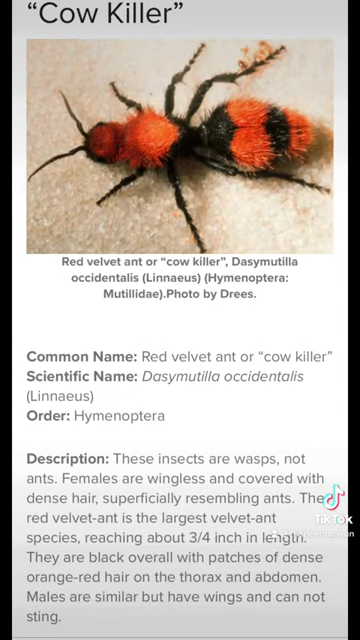 “Cow Killer”
Red velvet ant or “cow killer”, Dasymutilla
occidentalis (Linnaeus) (Hymenoptera:
Mutillidae).Photo by Drees.
Common Name: Red velvet ant or “cow killer”
Scientific Name: Dasymutilla occidentalis
(Linnaeus)
Order: Hymenoptera
Description: These insects are wasps, not
ants. Females are wingless and covered with
dense hair, superficially resembling ants. The
red velvet-ant is the largest velvet-ant
species, reaching about 3/4 inch in length.
They are black overall with patches of dense
orange-red hair on the thorax and abdomen.
Males are similar but have wings and can not
sting.
TikTok